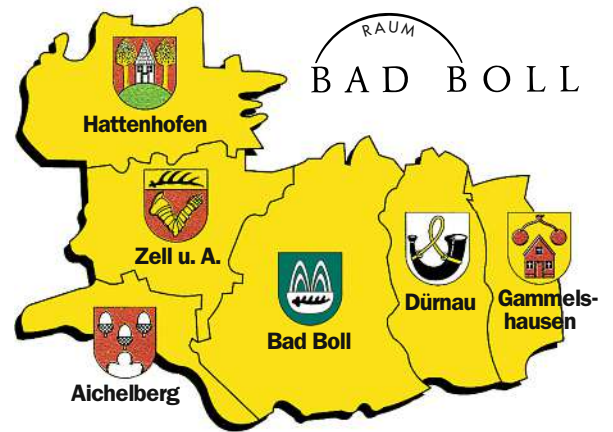 RAUM
BAD BOLL
Hattenhofen
Zell u. A.
Aichelberg
Bad Boll
Dürnau
Gammels-
hausen